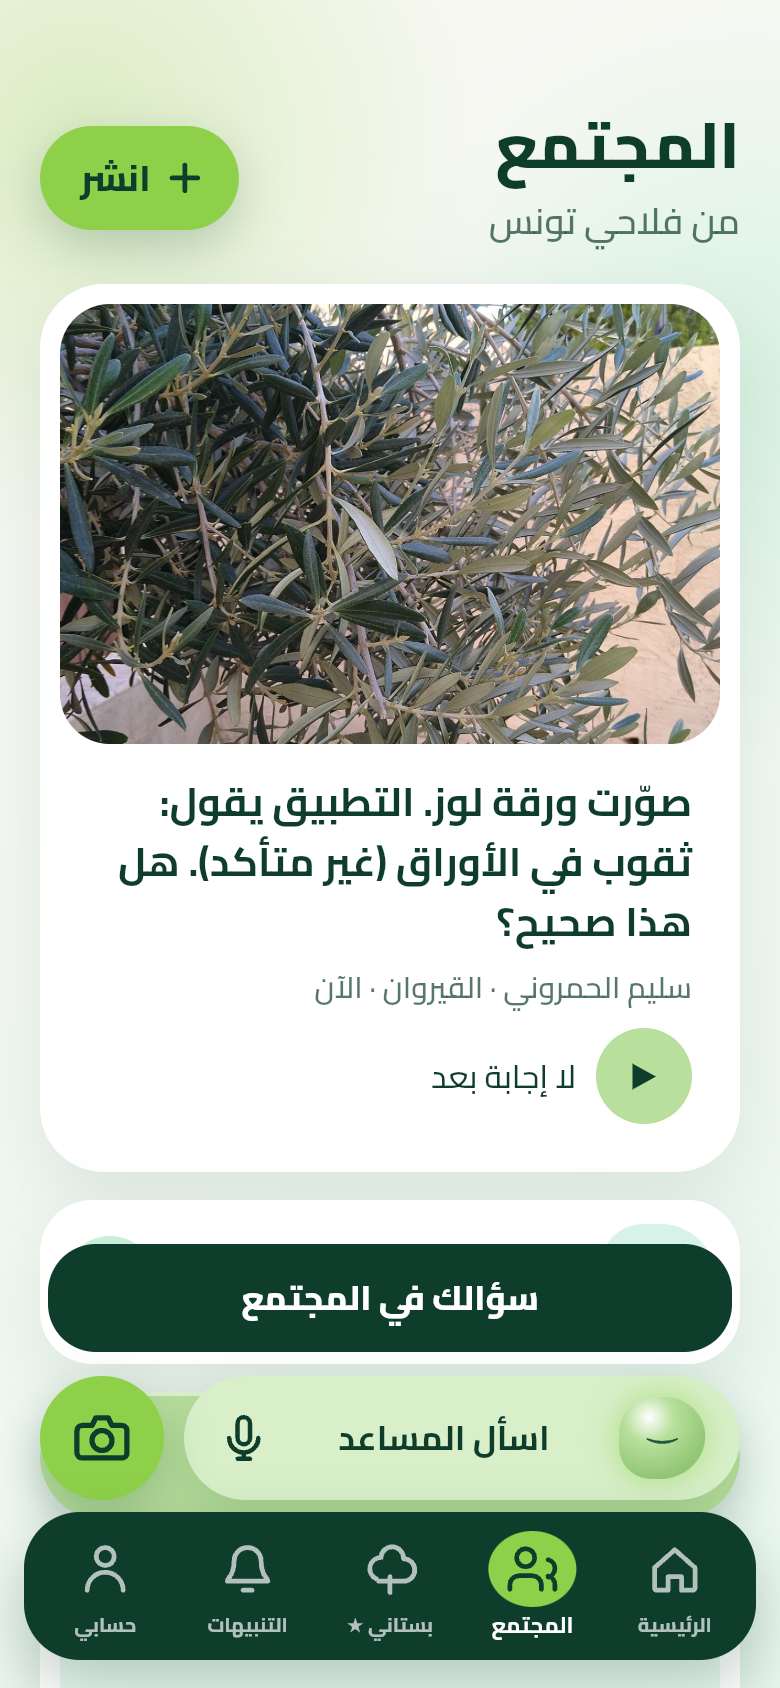 المجتمع
من فلاحي تونس
+ انشر
صوّرت ورقة لوز. التطبيق يقول:
ثقوب في الأوراق (غير متأكد). هل
هذا صحيح؟
سليم الحمروني · القيروان · الآن
لا إجابة بعد
سؤالك في المجتمع
اسأل المساعد
الرئيسية
المجتمع
بستاني ★
التنبيهات
حسابي